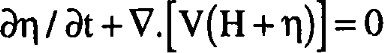 ∂η / ∂t + ∇.[V(H + η)] = 0